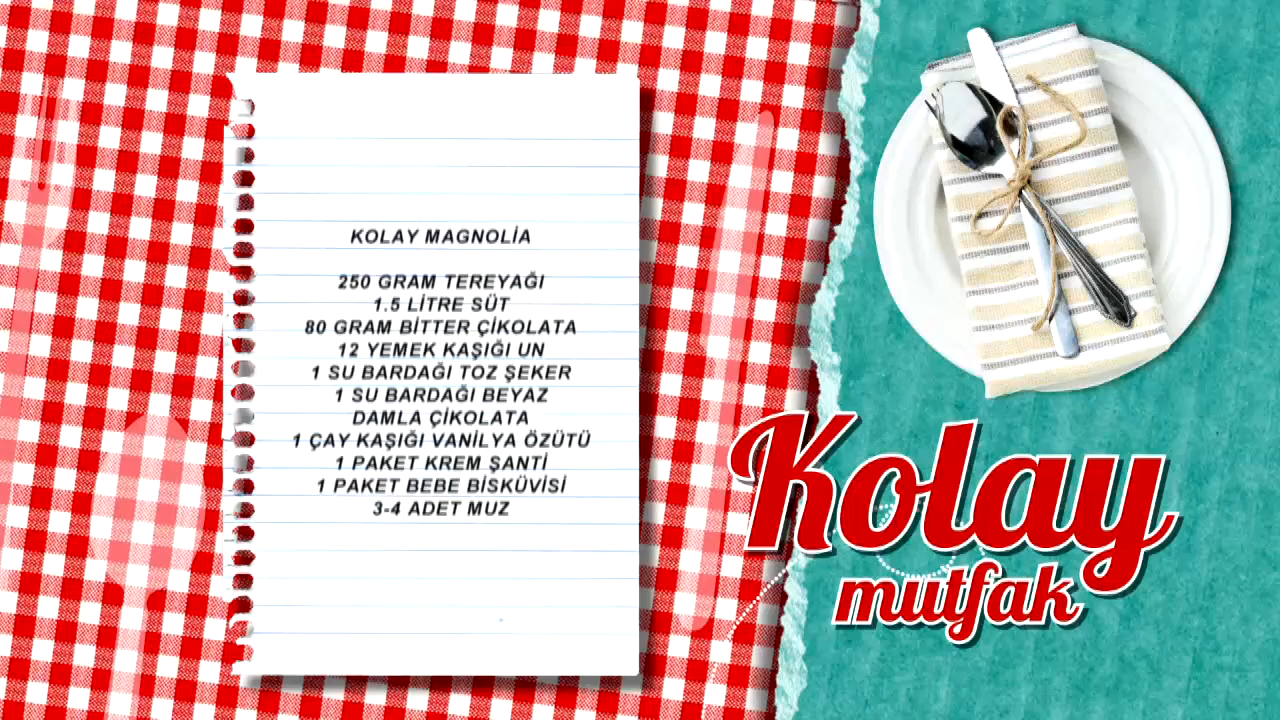 KOLAY MAGNOLİA
250 GRAM TEREYAĞI
1.5 LİTRE SÜT
80 GRAM BİTTER ÇİKOLATA
12 YEMEK KAŞIĞI UN
1 SU BARDAĞI TOZ ŞEKER
1 SU BARDAĞI BEYAZ
DAMLA ÇİKOLATA
1 ÇAY KAŞIĞI VANİLYA ÖZÜTÜ
1 PAKET KREM ŞANTİ
1 PAKET BEBE BİSKÜVİSİ
3-4 ADET MUZ
Kolay
mutfak